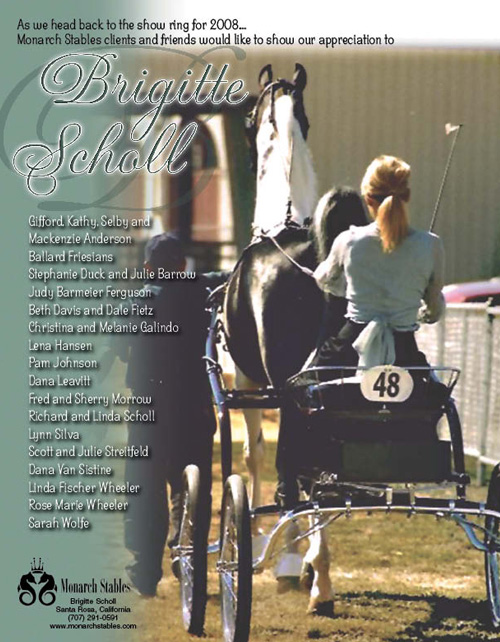 As we head back to the show ring for 2008...
Monarch Stables clients and friends would like to show our appreciation to
Brigitte
Scholl
Gifford, Kathy, Selby and
Mackenzie Anderson
Ballard Friesians
Stephanie Duck and Julie Barrow
Judy Barmeier Ferguson
Beth Davis and Dale Fietz
Christina and Melanie Galindo
Lena Hansen
Pam Johnson
Dana Leavitt
Fred and Sherry Morrow
Richard and Linda Scholl
Lynn Silva
Scott and Julie Streitfeld
Dana Van Sistine
Linda Fischer Wheeler
Rose Marie Wheeler
Sarah Wolfe
48
Monarch Stables
Brigitte Scholl
Santa Rosa, California
(707) 291-0591
www.monarchstables.com